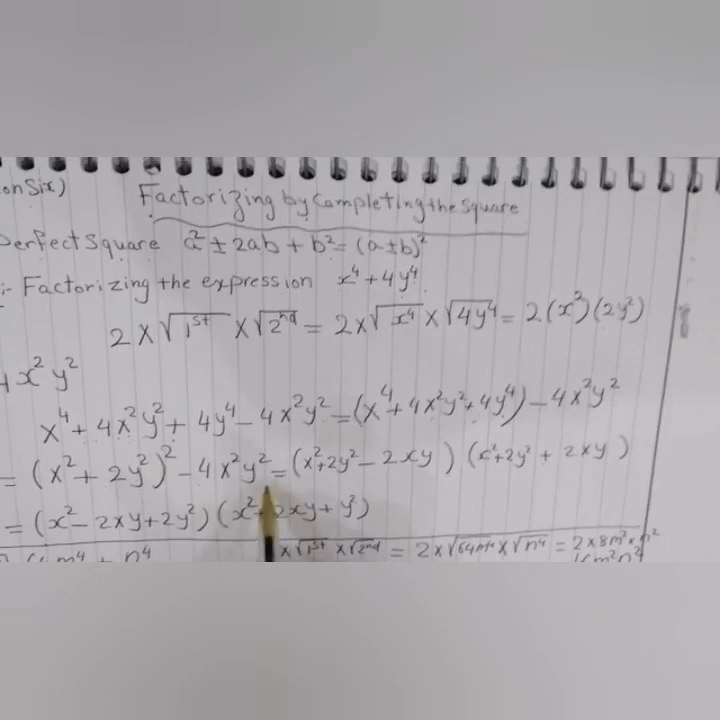 on Six) Factorizing by Completing the square
Perfect Square a² ± 2ab + b² = (a ± b)²
:- Factorizing the expression x⁴ + 4y⁴
2 × √1st × √2nd = 2 × √x⁴ × √4y⁴ = 2(x²)(2y²)
4x²y²
x⁴ + 4x²y² + 4y⁴ - 4x²y² = (x⁴ + 4x²y² + 4y⁴) - 4x²y²
= (x² + 2y²)² - 4x²y² = (x² + 2y² - 2xy) (x² + 2y² + 2xy)
= (x² - 2xy + 2y²) (x² + 2xy + y²)
m⁴ + n⁴ × √1st × √2nd = 2 × √64m⁴ × √n⁴ = 2 × 8m² × n²
16m²n²